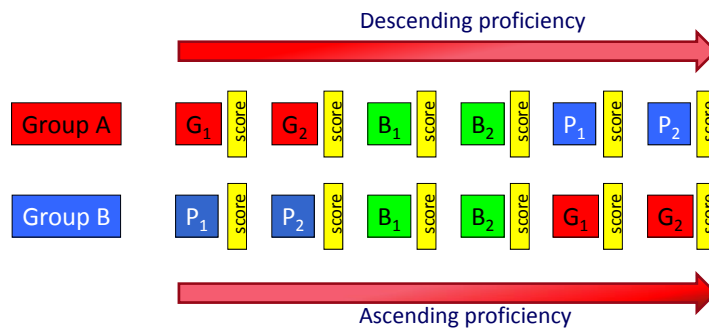 Descending proficiency
Group A G₁ score G₂ score B₁ score B₂ score P₁ score P₂ score
Group B P₁ score P₂ score B₁ score B₂ score G₁ score G₂ score
Ascending proficiency